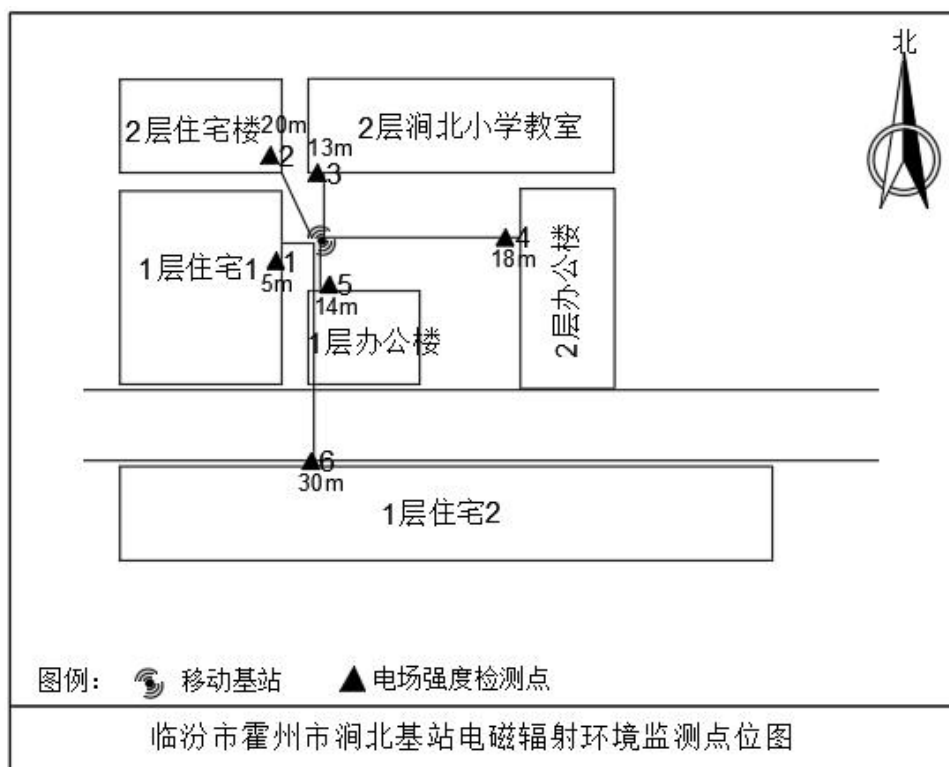 北
2层住宅楼
20m
2
2层涧北小学教室
13m
3
1层住宅1
1
5m
4
18m
2层办公楼
5
14m
1层办公楼
6
30m
1层住宅2
图例： 移动基站 电场强度检测点
临汾市霍州市涧北基站电磁辐射环境监测点位图